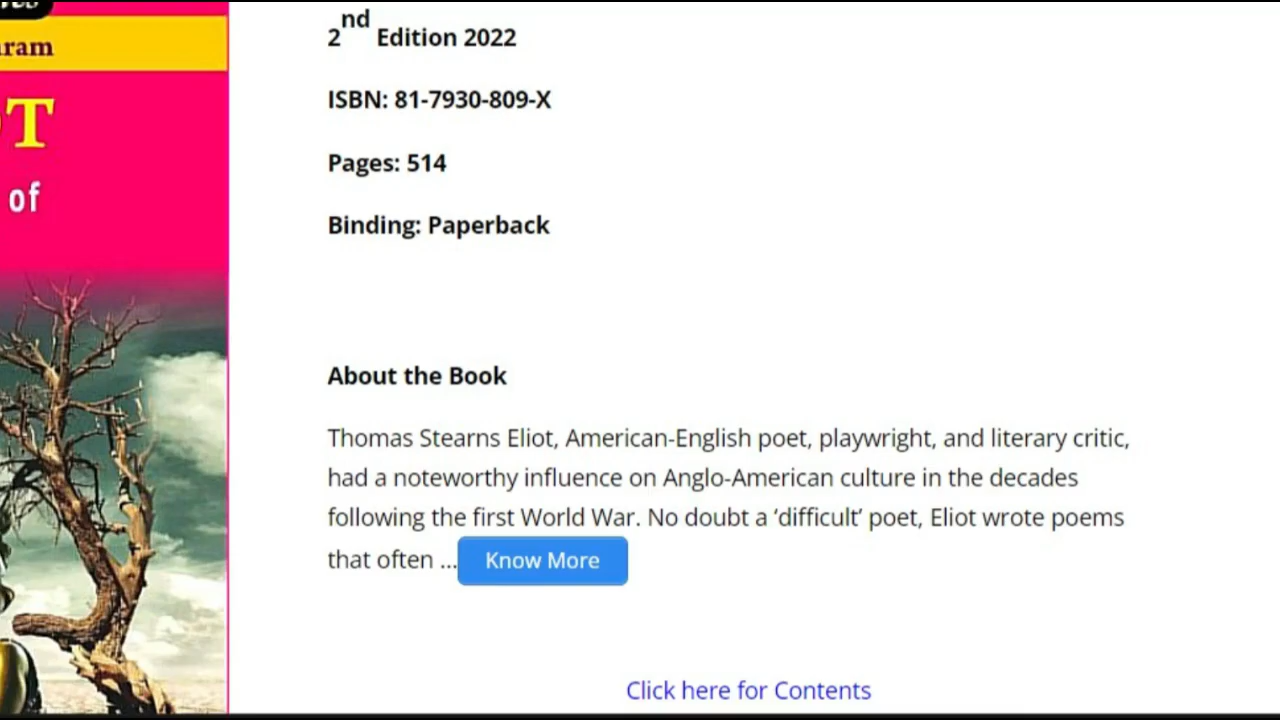 aram
OT
of
2nd Edition 2022
ISBN: 81-7930-809-X
Pages: 514
Binding: Paperback
About the Book
Thomas Stearns Eliot, American-English poet, playwright, and literary critic,
had a noteworthy influence on Anglo-American culture in the decades
following the first World War. No doubt a ‘difficult’ poet, Eliot wrote poems
that often ... Know More
Click here for Contents